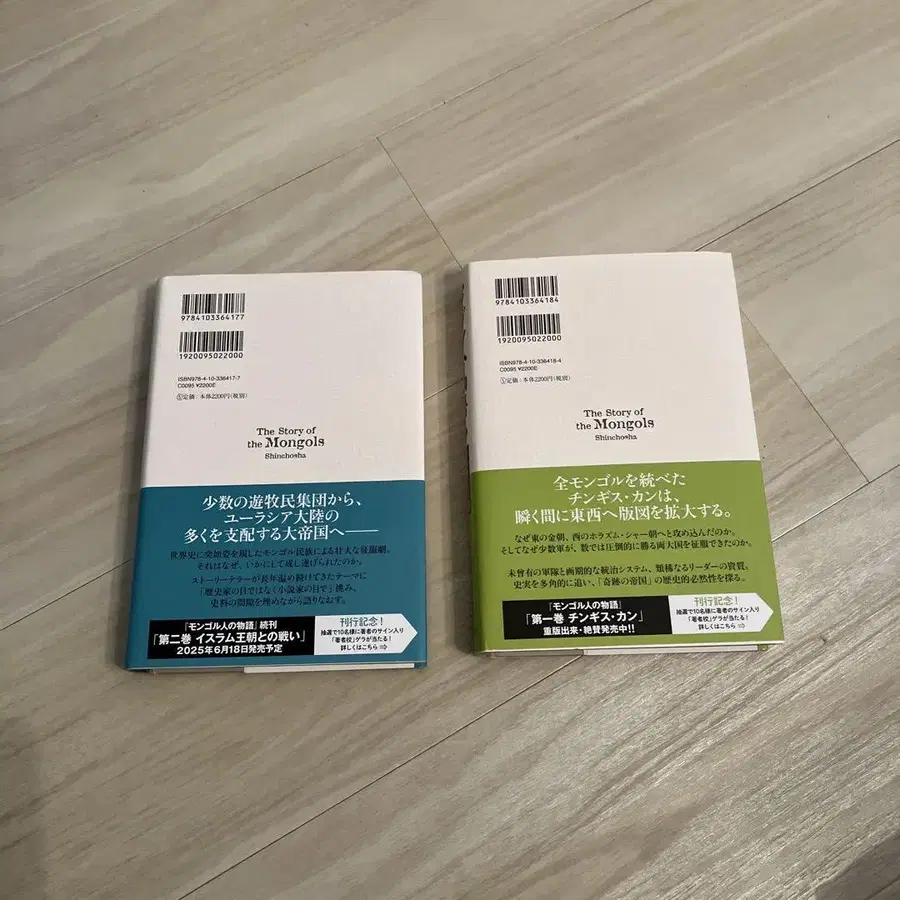 9784103364177
1920095022000
ISBN978-4-10-336417-7
C0095 ¥2200E
定価:本体2200円(税別)
The Story of
the Mongols
Shinchosha
少数の遊牧民集団から、
ユーラシア大陸の
多くを支配する大帝国へ――
世界史に突如姿を現したモンゴル民族による壮大な征服劇。
それはなぜ、いかにして成し遂げられたのか。
ストーリーテラーが長年温め続けてきたテーマに
「歴史家の目ではなく小説家の目で」挑み、
史料の間隙を埋めながら語りなおす。
『モンゴル人の物語』続刊
「第二巻 イスラム王朝との戦い」
2025年6月18日発売予定
刊行記念!
抽選で10名様に著者のサイン入り
「著者校」ゲラが当たる!
詳しくはこちら⇨
9784103364184
1920095022000
ISBN978-4-10-336418-4
C0095 ¥2200E
定価:本体2200円(税別)
The Story of
the Mongols
Shinchosha
全モンゴルを統べた
チンギス・カンは、
瞬く間に東西へ版図を拡大する。
なぜ東の金朝、西のホラズム・シャー朝へと攻め込んだのか。
そしてなぜ少数軍が、数では圧倒的に勝る両大国を征服できたのか。
未曾有の軍隊と画期的な統治システム、類稀なるリーダーの資質。
史実を多角的に追い、「奇跡の帝国」の歴史的必然性を探る。
『モンゴル人の物語』
「第一巻 チンギス・カン」
重版出来・絶賛発売中!!
刊行記念!
抽選で10名様に著者のサイン入り
「著者校」ゲラが当たる!
詳しくはこちら⇨